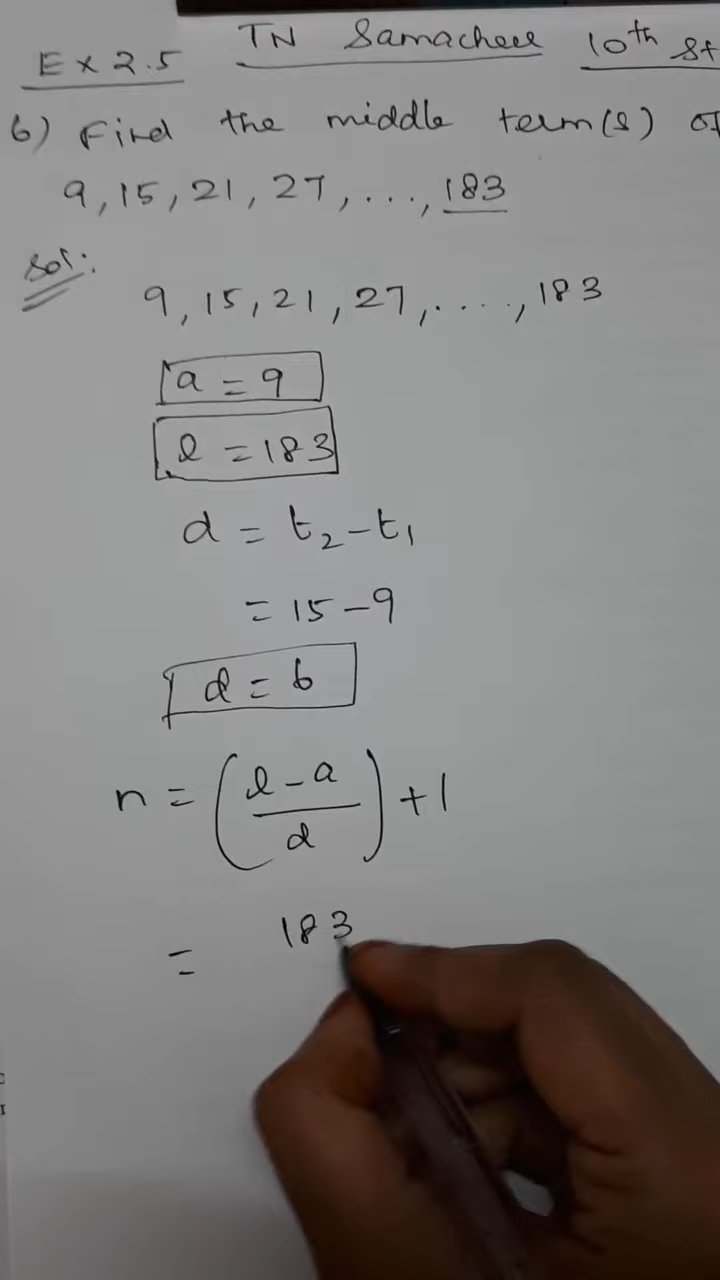 Ex 2.5 TN Samacheer 10th St
6) Find the middle term(s) of
9, 15, 21, 27, ..., 183
Sol:
9, 15, 21, 27, ...., 183
a = 9
l = 183
d = t₂ - t₁
= 15 - 9
d = 6
n = ((l - a)/d) + 1
= 183